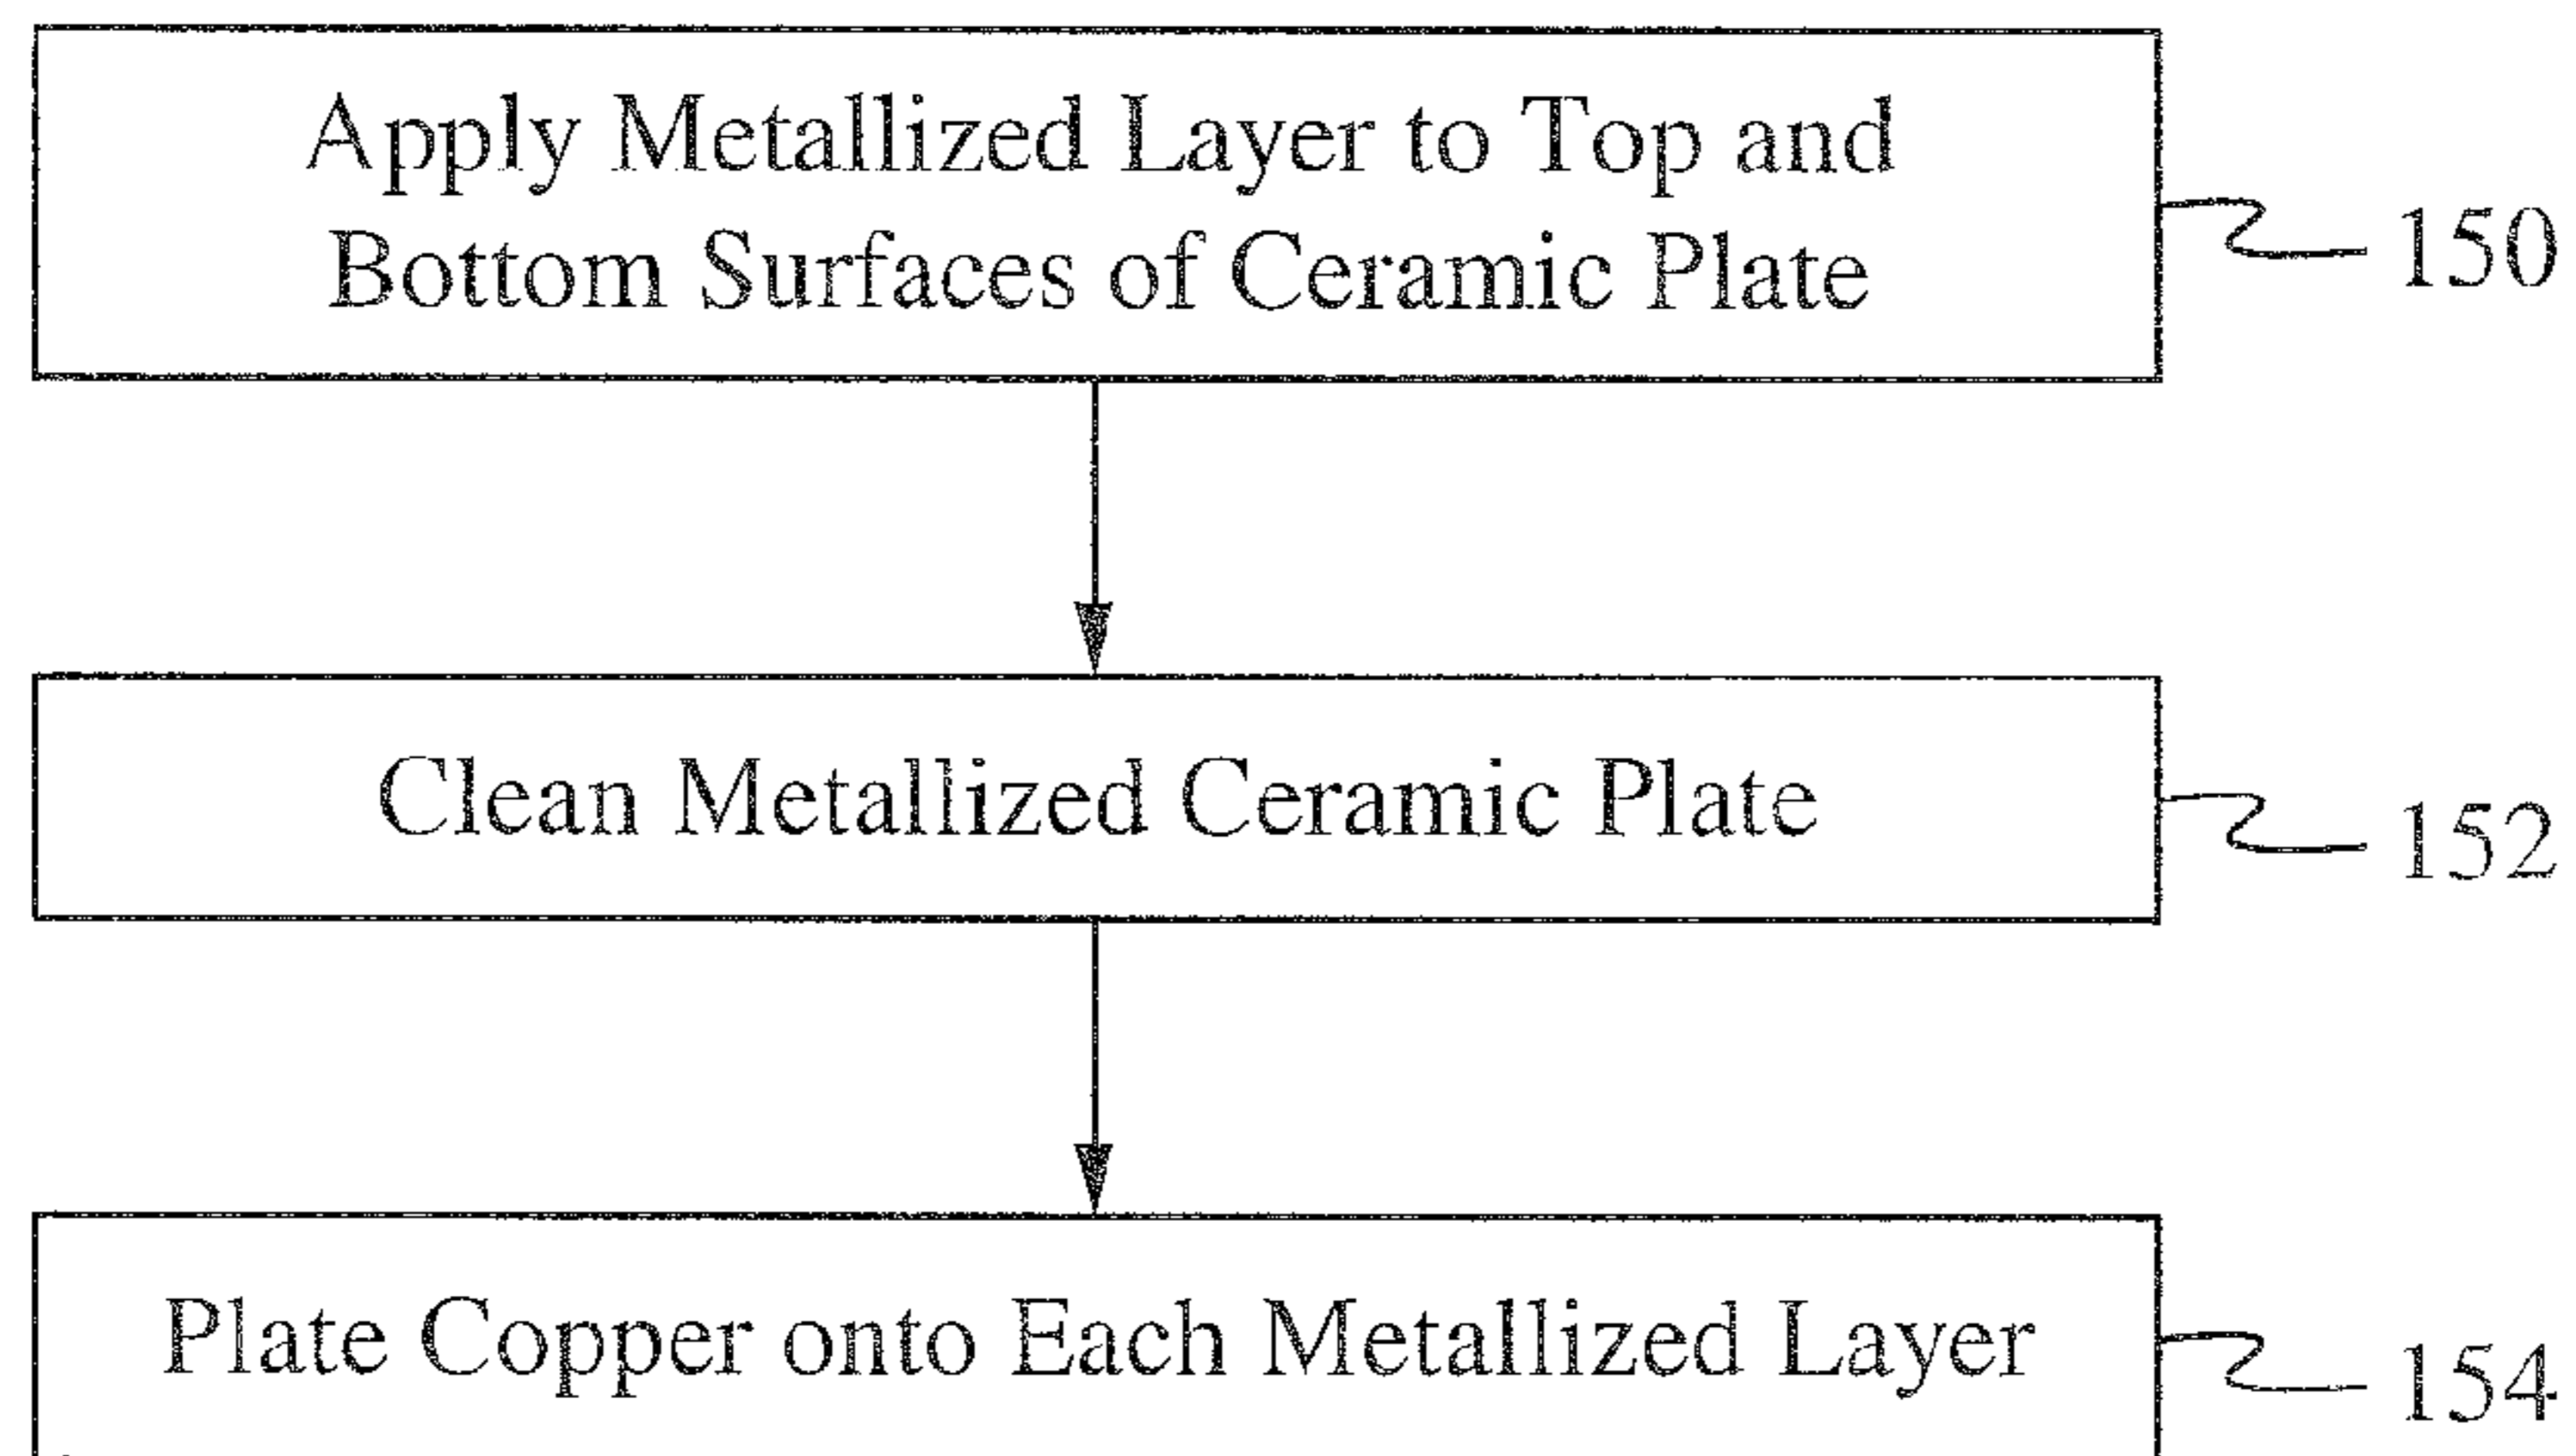 Apply Metallized Layer to Top and
Bottom Surfaces of Ceramic Plate
150
Clean Metallized Ceramic Plate
152
Plate Copper onto Each Metallized Layer
154